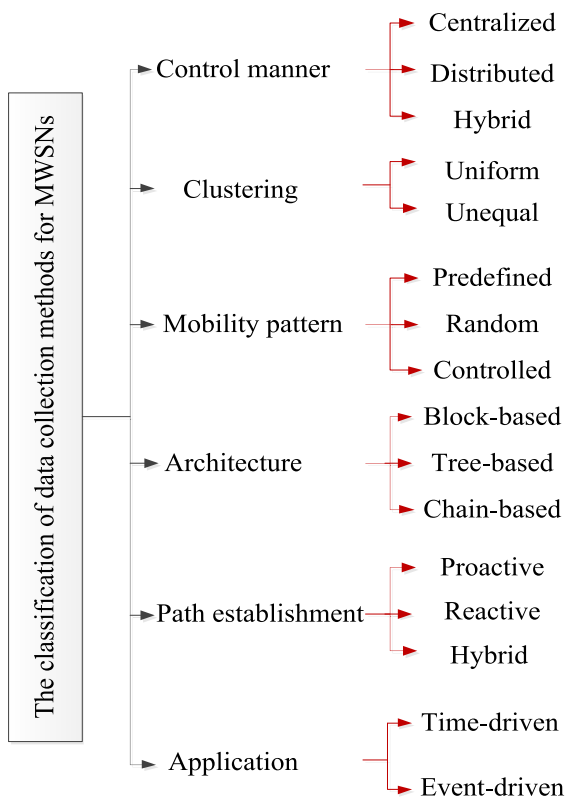 The classification of data collection methods for MWSNs
Control manner
Centralized
Distributed
Hybrid
Clustering
Uniform
Unequal
Mobility pattern
Predefined
Random
Controlled
Architecture
Block-based
Tree-based
Chain-based
Path establishment
Proactive
Reactive
Hybrid
Application
Time-driven
Event-driven